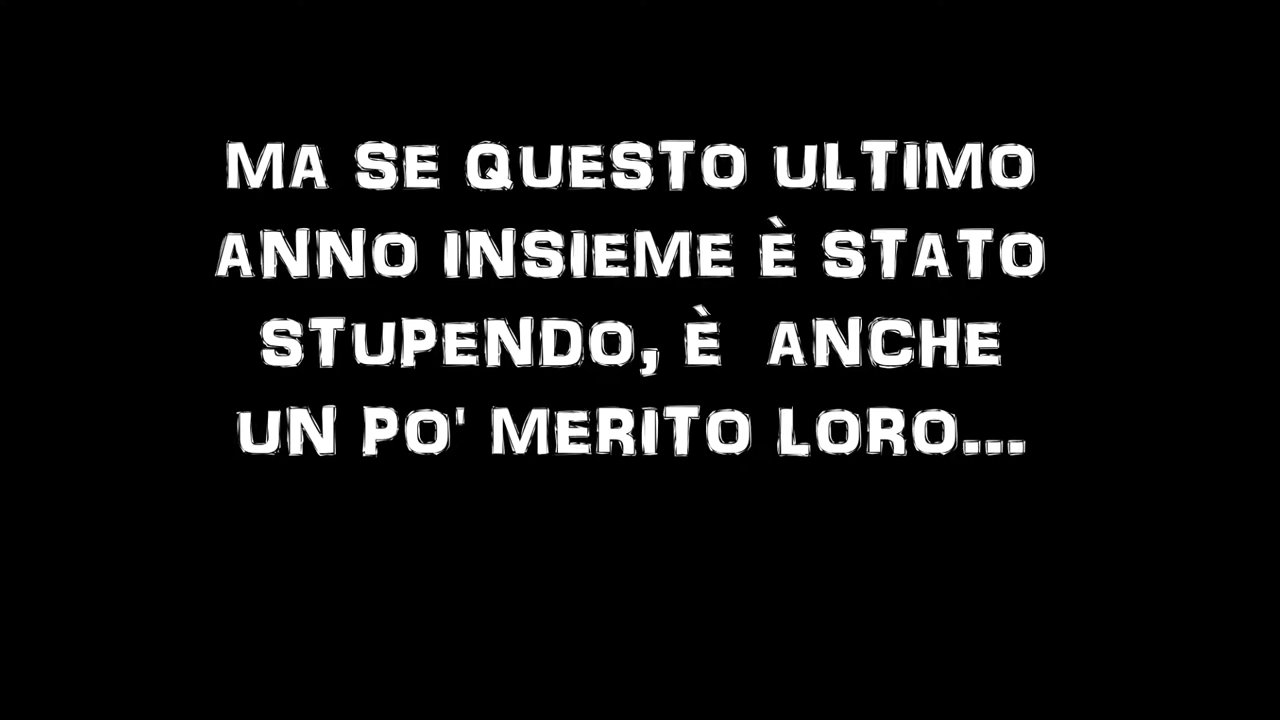 MA SE QUESTO ULTIMO
ANNO INSIEME È STATO
STUPENDO, È  ANCHE
UN PO' MERITO LORO...